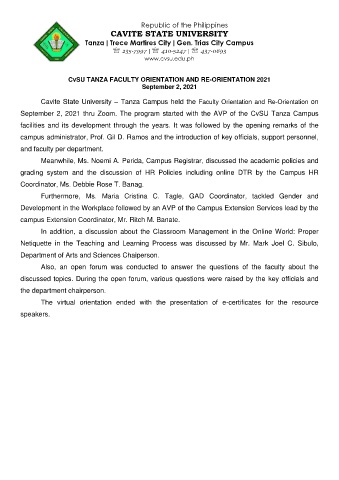 Republic of the Philippines
CAVITE STATE UNIVERSITY
Tanza | Trece Martires City | Gen. Trias City Campus
☏ 235-7997 | ☏ 410-5247 | ☏ 437-0693
www.cvsu.edu.ph
CvSU TANZA FACULTY ORIENTATION AND RE-ORIENTATION 2021
September 2, 2021
Cavite State University – Tanza Campus held the Faculty Orientation and Re-Orientation on
September 2, 2021 thru Zoom. The program started with the AVP of the CvSU Tanza Campus
facilities and its development through the years. It was followed by the opening remarks of the
campus administrator, Prof. Gil D. Ramos and the introduction of key officials, support personnel,
and faculty per department.
Meanwhile, Ms. Noemi A. Perida, Campus Registrar, discussed the academic policies and
grading system and the discussion of HR Policies including online DTR by the Campus HR
Coordinator, Ms. Debbie Rose T. Banag.
Furthermore, Ms. Maria Cristina C. Tagle, GAD Coordinator, tackled Gender and
Development in the Workplace followed by an AVP of the Campus Extension Services lead by the
campus Extension Coordinator, Mr. Ritch M. Banate.
In addition, a discussion about the Classroom Management in the Online World: Proper
Netiquette in the Teaching and Learning Process was discussed by Mr. Mark Joel C. Sibulo,
Department of Arts and Sciences Chaiperson.
Also, an open forum was conducted to answer the questions of the faculty about the
discussed topics. During the open forum, various questions were raised by the key officials and
the department chairperson.
The virtual orientation ended with the presentation of e-certificates for the resource
speakers.